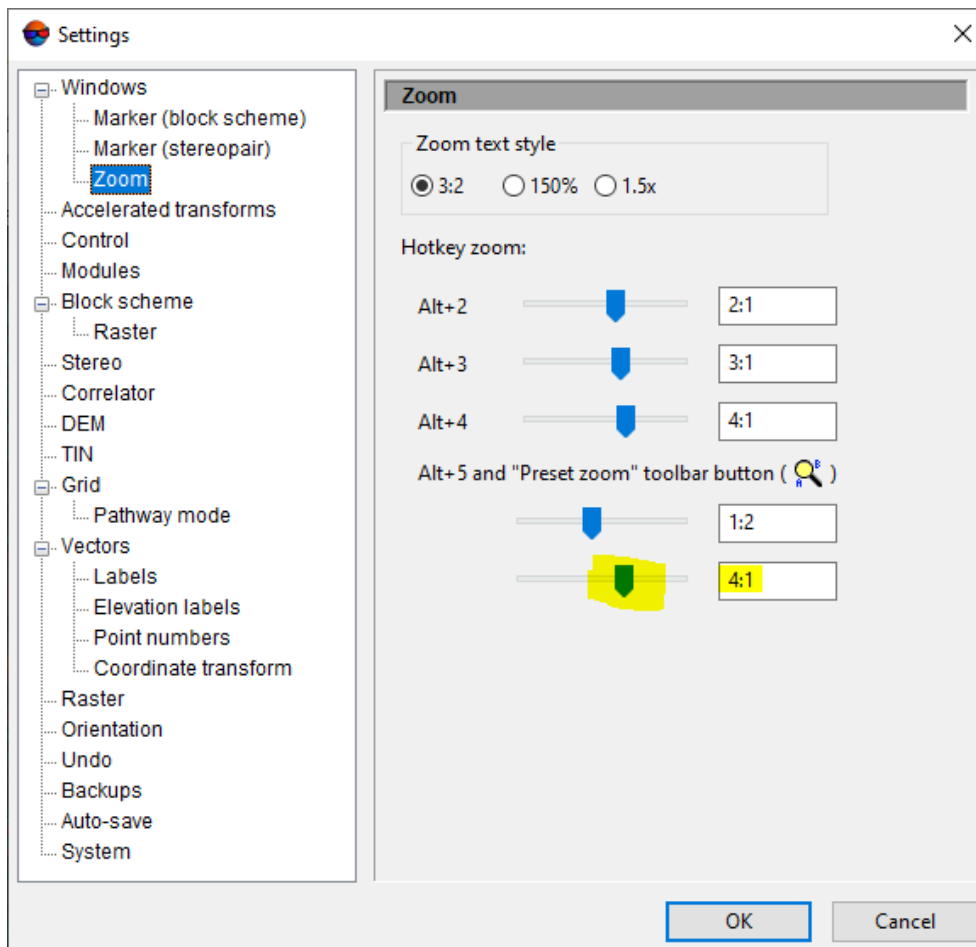 Settings
Windows
Marker (block scheme)
Marker (stereopair)
Zoom
Accelerated transforms
Control
Modules
Block scheme
Raster
Stereo
Correlator
DEM
TIN
Grid
Pathway mode
Vectors
Labels
Elevation labels
Point numbers
Coordinate transform
Raster
Orientation
Undo
Backups
Auto-save
System
Zoom
Zoom text style
3:2 150% 1.5x
Hotkey zoom:
Alt+2 2:1
Alt+3 3:1
Alt+4 4:1
Alt+5 and "Preset zoom" toolbar button ( A B )
1:2
4:1
OK Cancel